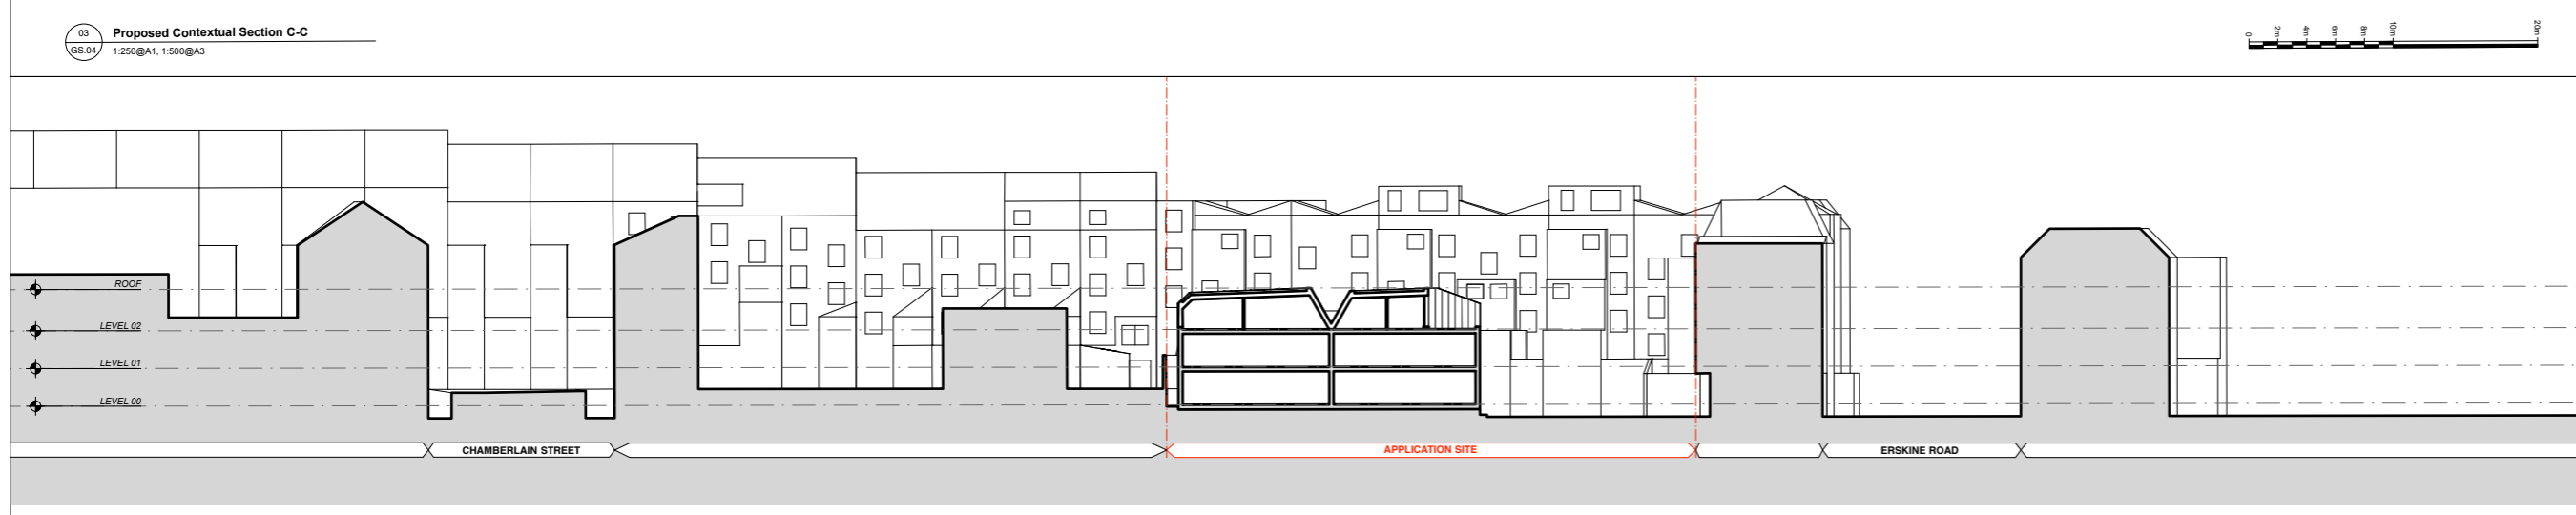 03
GS.04
Proposed Contextual Section C-C
1:250@A1, 1:500@A3
0
2m
4m
6m
8m
10m
20m
ROOF
LEVEL 02
LEVEL 01
LEVEL 00
CHAMBERLAIN STREET
APPLICATION SITE
ERSKINE ROAD